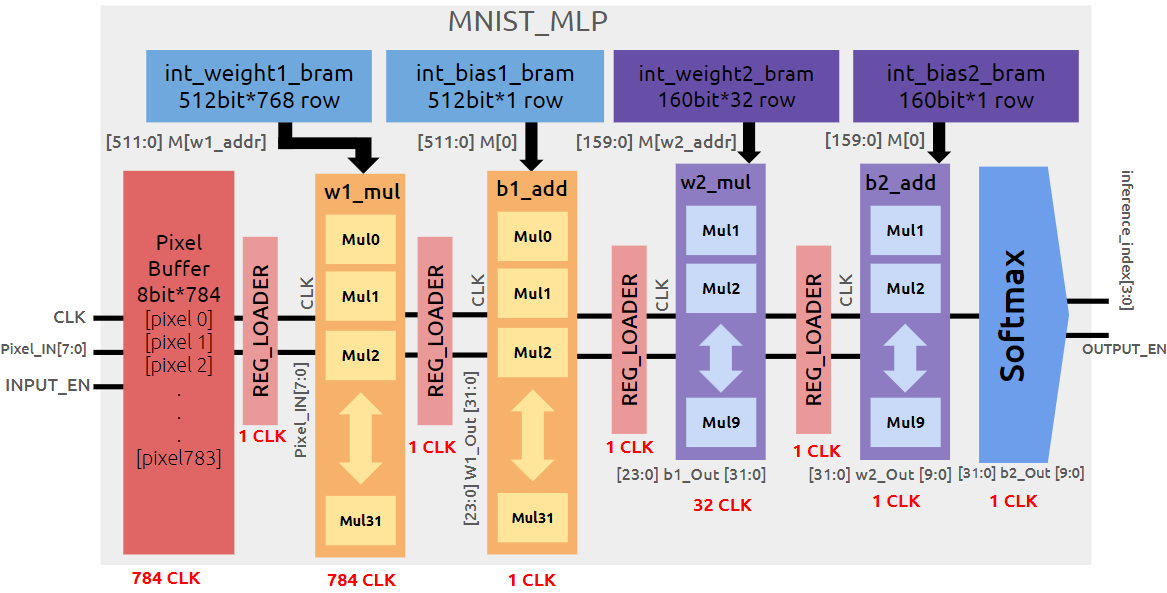 MNIST_MLP
int_weight1_bram
512bit*768 row
int_bias1_bram
512bit*1 row
int_weight2_bram
160bit*32 row
int_bias2_bram
160bit*1 row
[511:0] M[w1_addr]
[511:0] M[0]
[159:0] M[w2_addr]
[159:0] M[0]
CLK
Pixel_IN[7:0]
INPUT_EN
Pixel
Buffer
8bit*784
[pixel 0]
[pixel 1]
[pixel 2]
.
.
.
[pixel783]
784 CLK
REG_LOADER
1 CLK
CLK
Pixel_IN[7:0]
w1_mul
Mul0
Mul1
Mul2
Mul31
784 CLK
REG_LOADER
1 CLK
CLK
[23:0] W1_Out [31:0]
b1_add
Mul0
Mul1
Mul2
Mul31
1 CLK
REG_LOADER
1 CLK
CLK
w2_mul
Mul1
Mul2
Mul9
[23:0] b1_Out [31:0]
32 CLK
REG_LOADER
1 CLK
CLK
b2_add
Mul1
Mul2
Mul9
[31:0] w2_Out [9:0]
1 CLK
Softmax
[31:0] b2_Out [9:0]
1 CLK
inference_index[3:0]
OUTPUT_EN